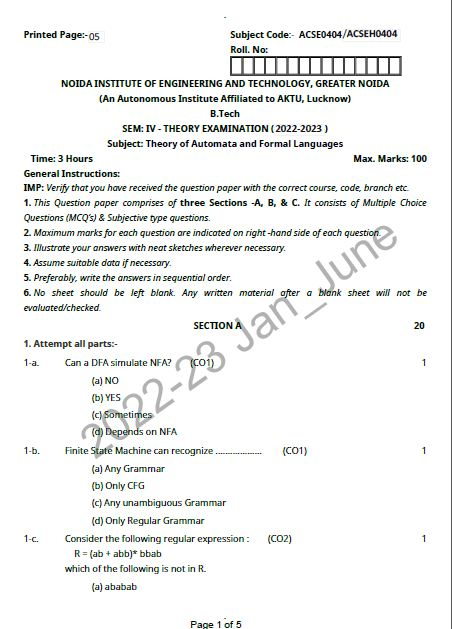 Printed Page:-05 Subject Code:- ACSE0404/ACSEH0404
Roll. No:
NOIDA INSTITUTE OF ENGINEERING AND TECHNOLOGY, GREATER NOIDA
(An Autonomous Institute Affiliated to AKTU, Lucknow)
B.Tech
SEM: IV - THEORY EXAMINATION (2022-2023 )
Subject: Theory of Automata and Formal Languages
Time: 3 Hours Max. Marks: 100
General Instructions:
IMP: Verify that you have received the question paper with the correct course, code, branch etc.
1. This Question paper comprises of three Sections -A, B, & C. It consists of Multiple Choice
Questions (MCQ's) & Subjective type questions.
2. Maximum marks for each question are indicated on right -hand side of each question.
3. Illustrate your answers with neat sketches wherever necessary.
4. Assume suitable data if necessary.
5. Preferably, write the answers in sequential order.
6. No sheet should be left blank. Any written material after a blank sheet will not be
evaluated/checked.
SECTION A 20
1. Attempt all parts:-
1-a. Can a DFA simulate NFA? (CO1) 1
(a) NO
(b) YES
(c) Sometimes
(d) Depends on NFA
1-b. Finite State Machine can recognize ................... (CO1) 1
(a) Any Grammar
(b) Only CFG
(c) Any unambiguous Grammar
(d) Only Regular Grammar
1-c. Consider the following regular expression : (CO2) 1
R = (ab + abb)* bbab
which of the following is not in R.
(a) ababab
Page 1 of 5
2022-23 Jan_June